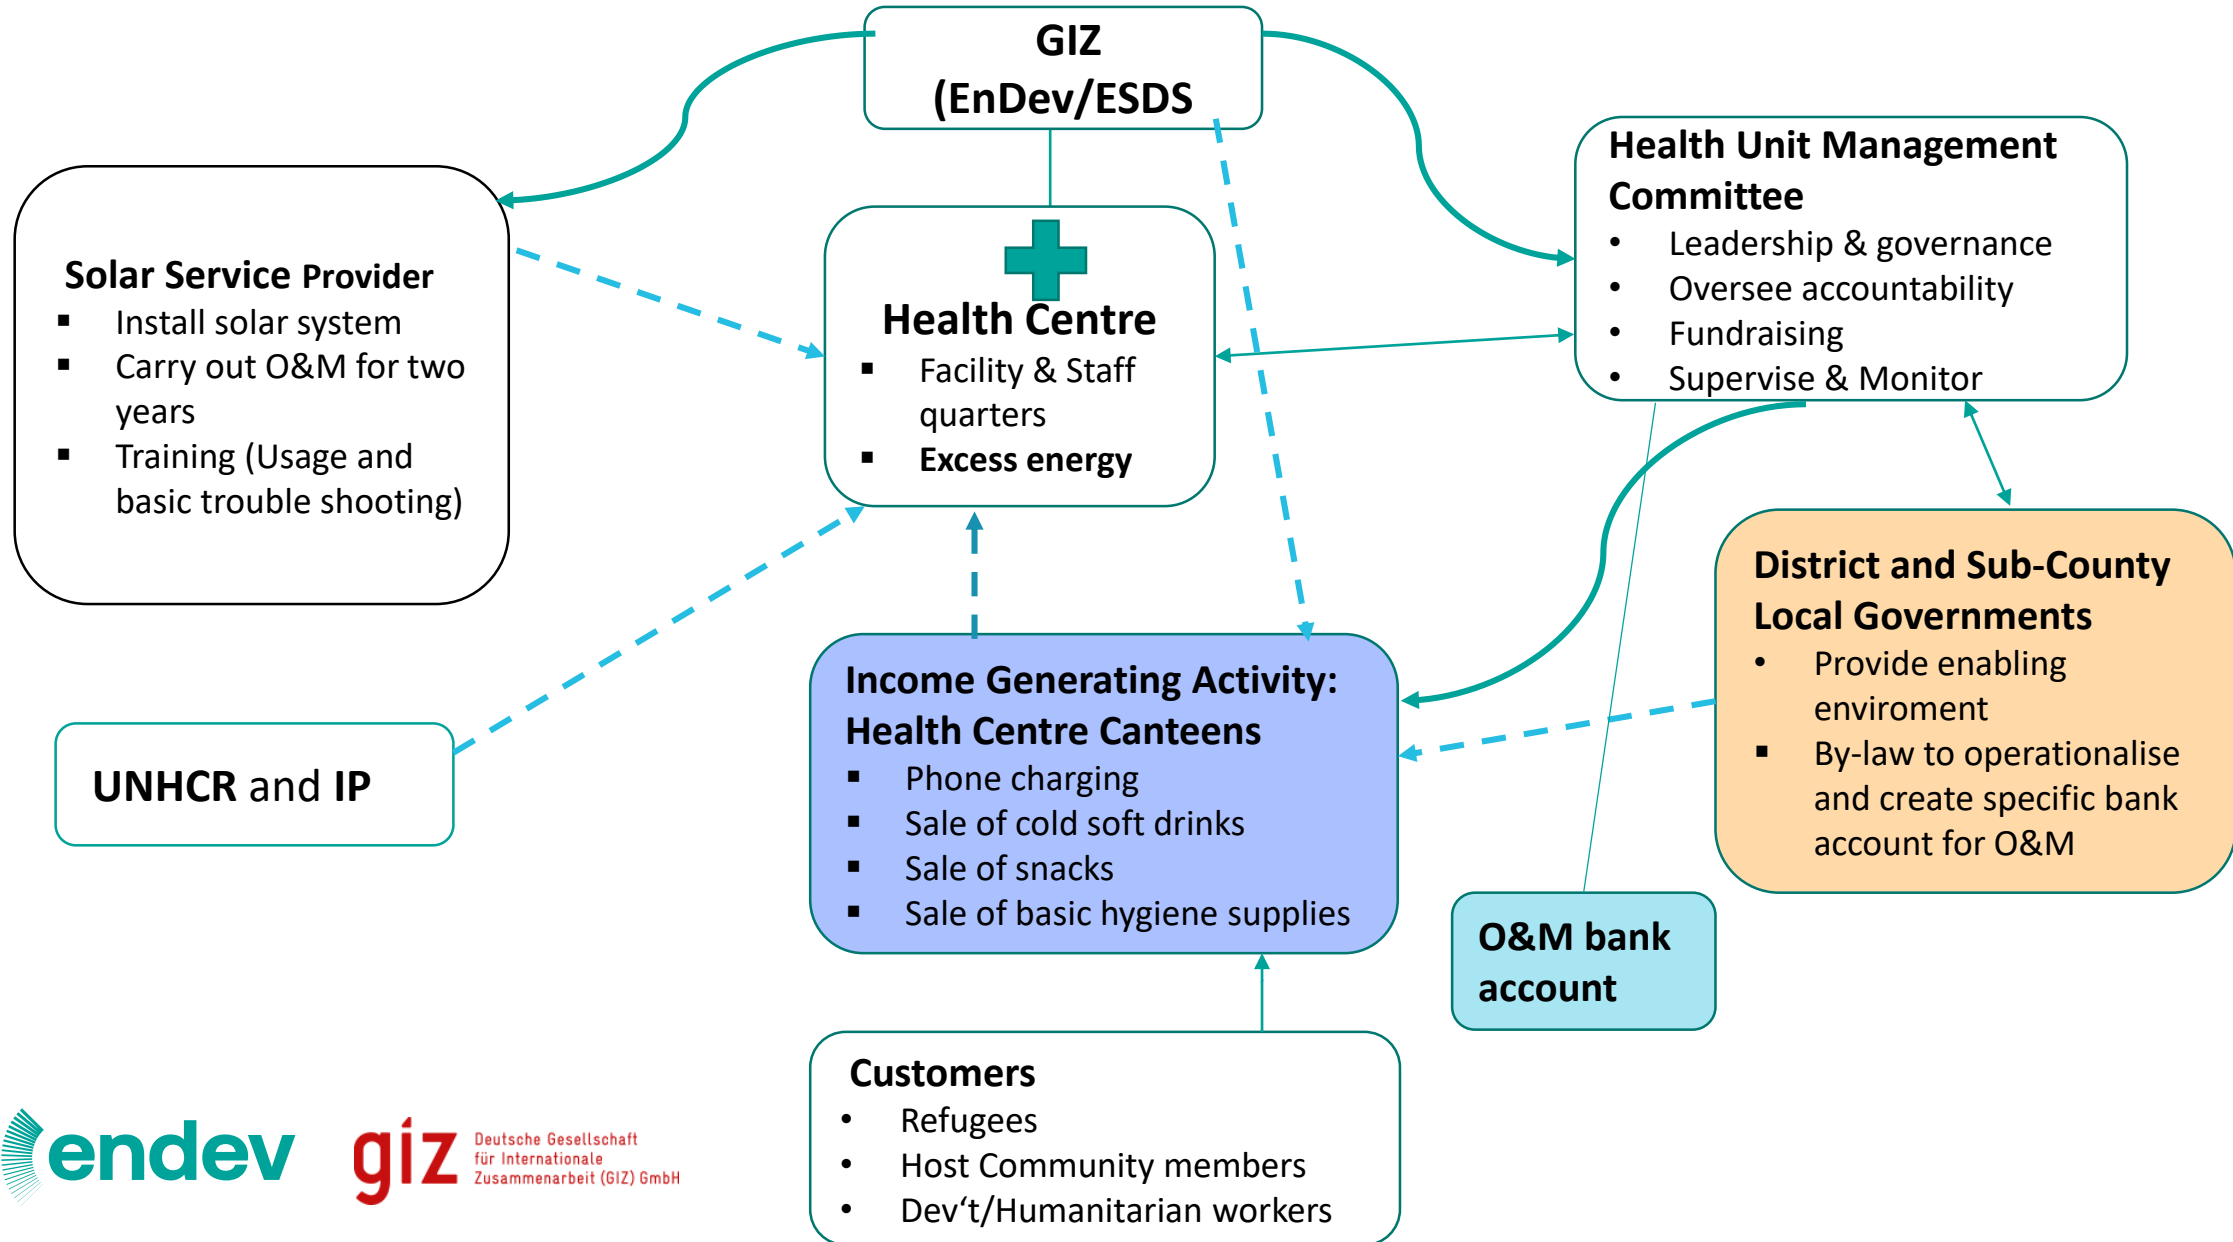 GIZ
(EnDev/ESDS
Solar Service Provider
▪ Install solar system
▪ Carry out O&M for two
years
▪ Training (Usage and
basic trouble shooting)
Health Centre
▪ Facility & Staff
quarters
▪ Excess energy
Health Unit Management
Committee
• Leadership & governance
• Oversee accountability
• Fundraising
• Supervise & Monitor
UNHCR and IP
Income Generating Activity:
Health Centre Canteens
▪ Phone charging
▪ Sale of cold soft drinks
▪ Sale of snacks
▪ Sale of basic hygiene supplies
District and Sub-County
Local Governments
• Provide enabling
enviroment
▪ By-law to operationalise
and create specific bank
account for O&M
O&M bank
account
Customers
• Refugees
• Host Community members
• Dev‘t/Humanitarian workers
endev
giz
Deutsche Gesellschaft
für Internationale
Zusammenarbeit (GIZ) GmbH